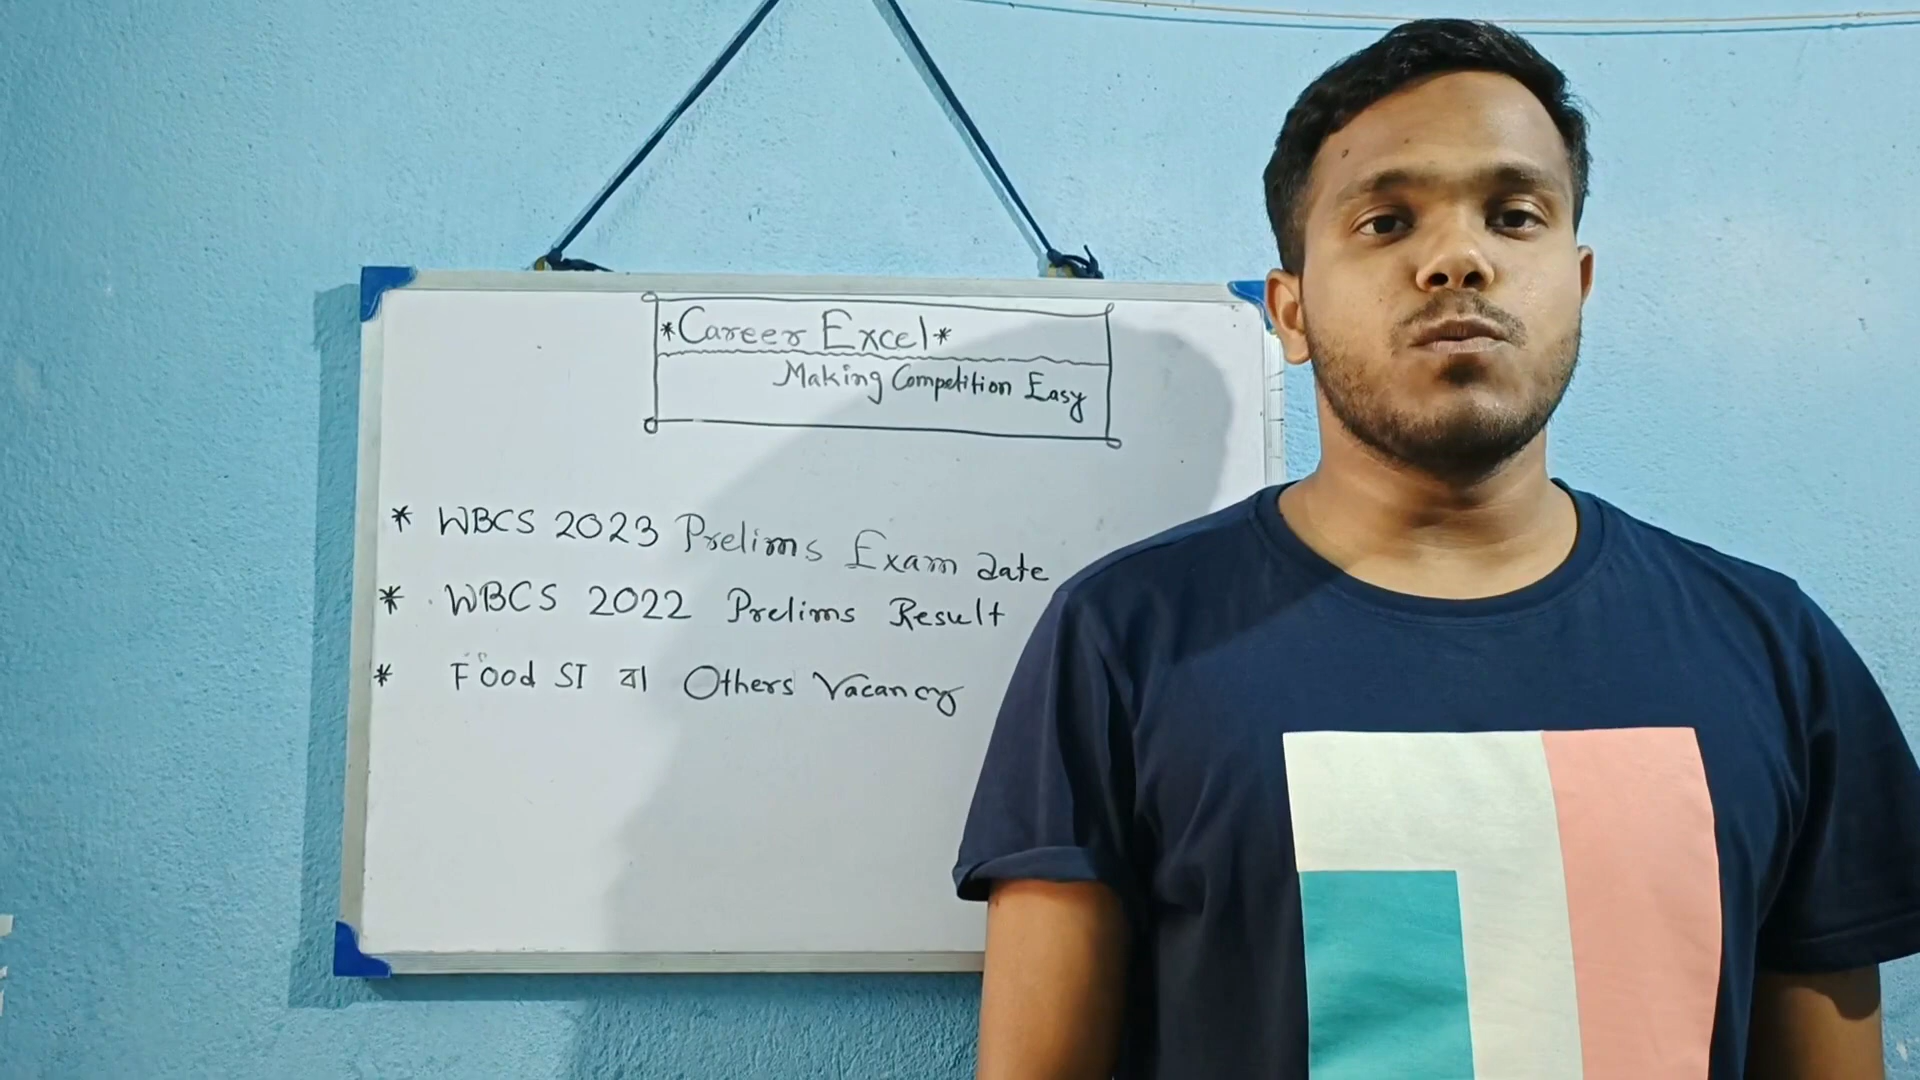 *Career Excel*
Making Competition Easy
* WBCS 2023 Prelims Exam date
* WBCS 2022 Prelims Result
* Food SI বা Others Vacancy